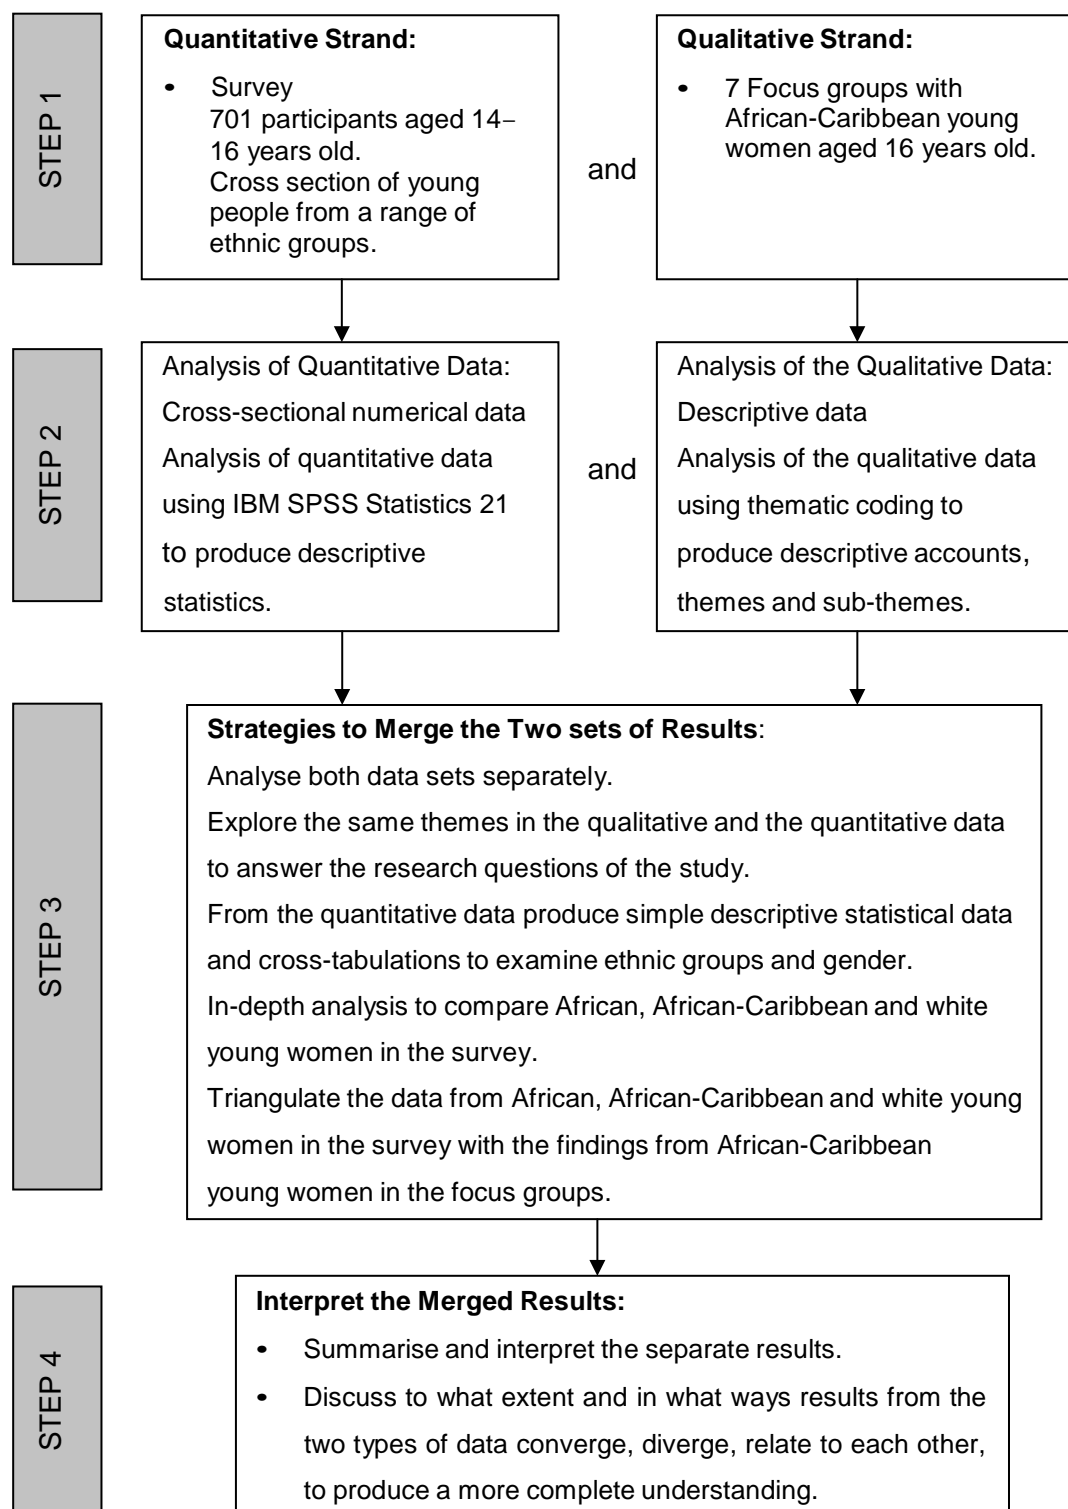 STEP 1
Quantitative Strand:
• Survey
701 participants aged 14–
16 years old.
Cross section of young
people from a range of
ethnic groups.
and
Qualitative Strand:
• 7 Focus groups with
African-Caribbean young
women aged 16 years old.
STEP 2
Analysis of Quantitative Data:
Cross-sectional numerical data
Analysis of quantitative data
using IBM SPSS Statistics 21
to produce descriptive
statistics.
and
Analysis of the Qualitative Data:
Descriptive data
Analysis of the qualitative data
using thematic coding to
produce descriptive accounts,
themes and sub-themes.
STEP 3
Strategies to Merge the Two sets of Results:
Analyse both data sets separately.
Explore the same themes in the qualitative and the quantitative data
to answer the research questions of the study.
From the quantitative data produce simple descriptive statistical data
and cross-tabulations to examine ethnic groups and gender.
In-depth analysis to compare African, African-Caribbean and white
young women in the survey.
Triangulate the data from African, African-Caribbean and white young
women in the survey with the findings from African-Caribbean
young women in the focus groups.
STEP 4
Interpret the Merged Results:
• Summarise and interpret the separate results.
• Discuss to what extent and in what ways results from the
two types of data converge, diverge, relate to each other,
to produce a more complete understanding.